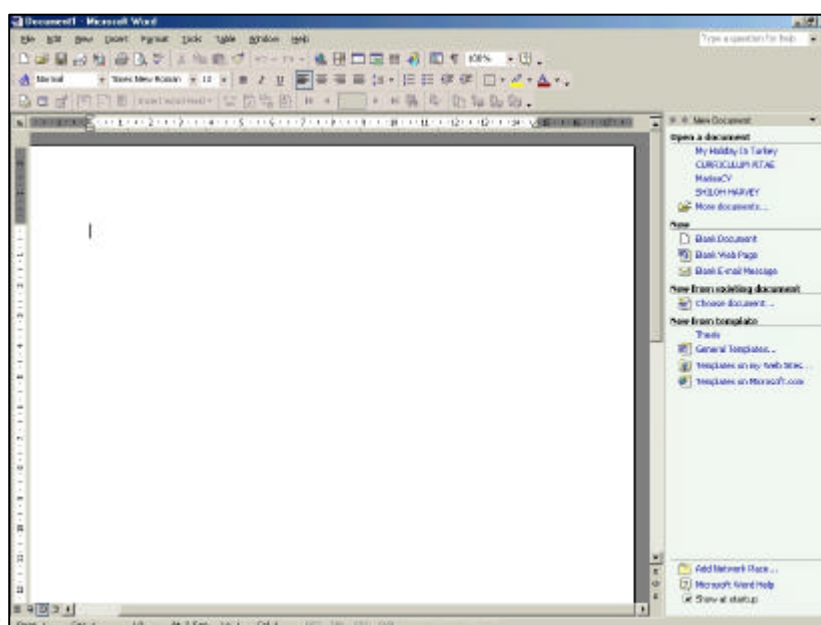 Document1 - Microsoft Word
File Edit View Insert Format Tools Table Window Help
Type a question for help
100%
Normal Times New Roman 12
New Document
Open a document
My Holiday In Turkey
CURRICULUM VITAE
MarinaCV
SHILOH HARVEY
More documents...
New
Blank Document
Blank Web Page
Blank E-mail Message
New from existing document
Choose document...
New from template
Thesis
General Templates...
Templates on my Web Sites...
Templates on Microsoft.com
Add Network Place...
Microsoft Word Help
Show at startup